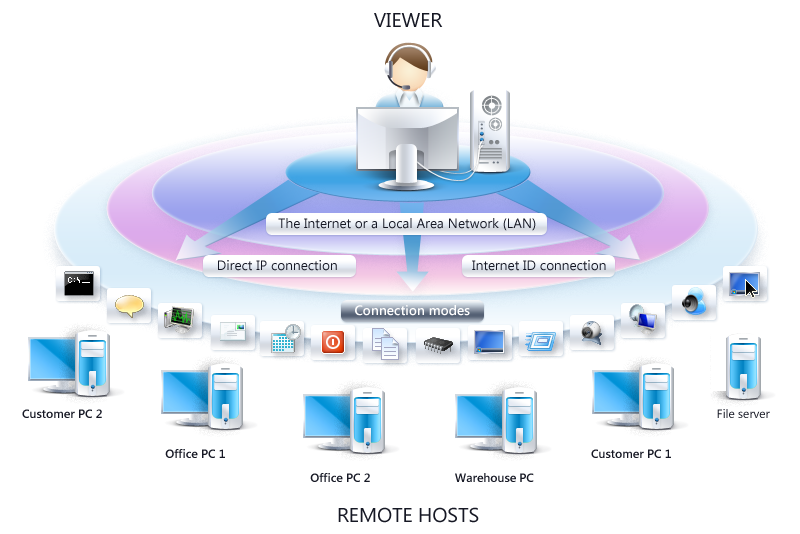 VIEWER
The Internet or a Local Area Network (LAN)
Direct IP connection
Internet ID connection
C:\_
Connection modes
Customer PC 2
Office PC 1
Office PC 2
Warehouse PC
Customer PC 1
File server
REMOTE HOSTS